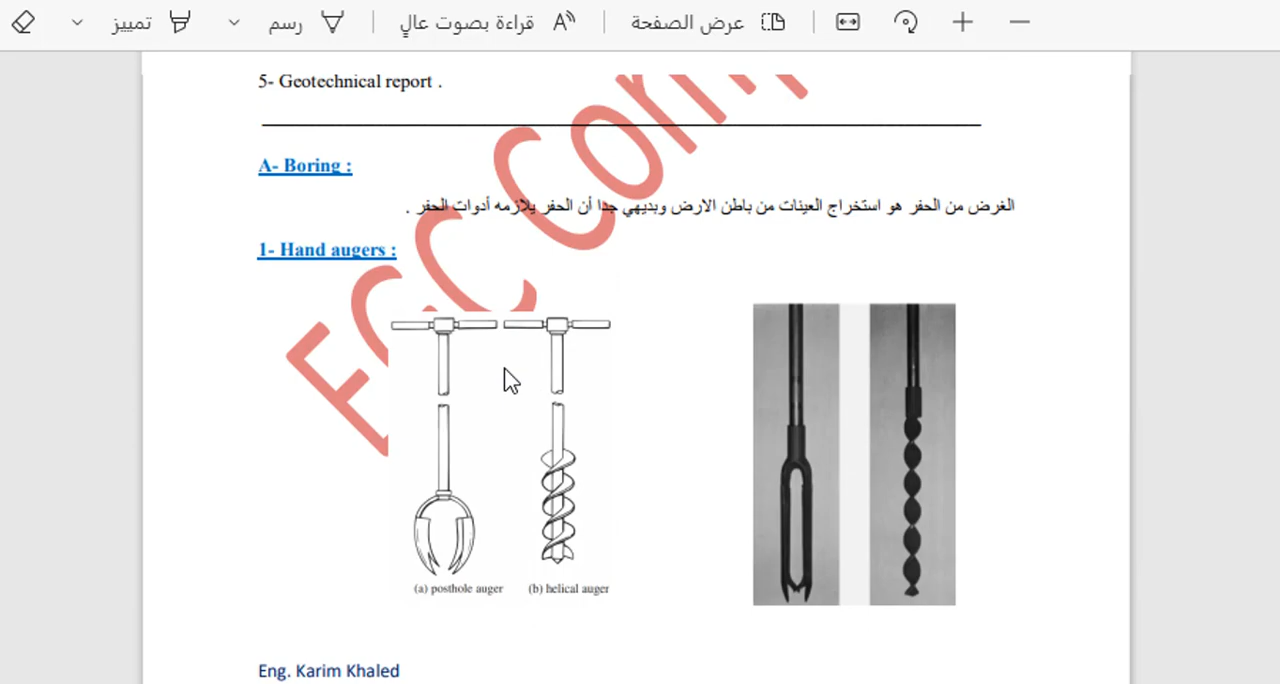 تمييز
رسم
قراءة بصوت عالٍ
عرض الصفحة
5- Geotechnical report .
A- Boring :
الغرض من الحفر هو استخراج العينات من باطن الارض وبديهي جدا أن الحفر يلازمه أدوات الحفر .
1- Hand augers :
(a) posthole auger
(b) helical auger
Eng. Karim Khaled